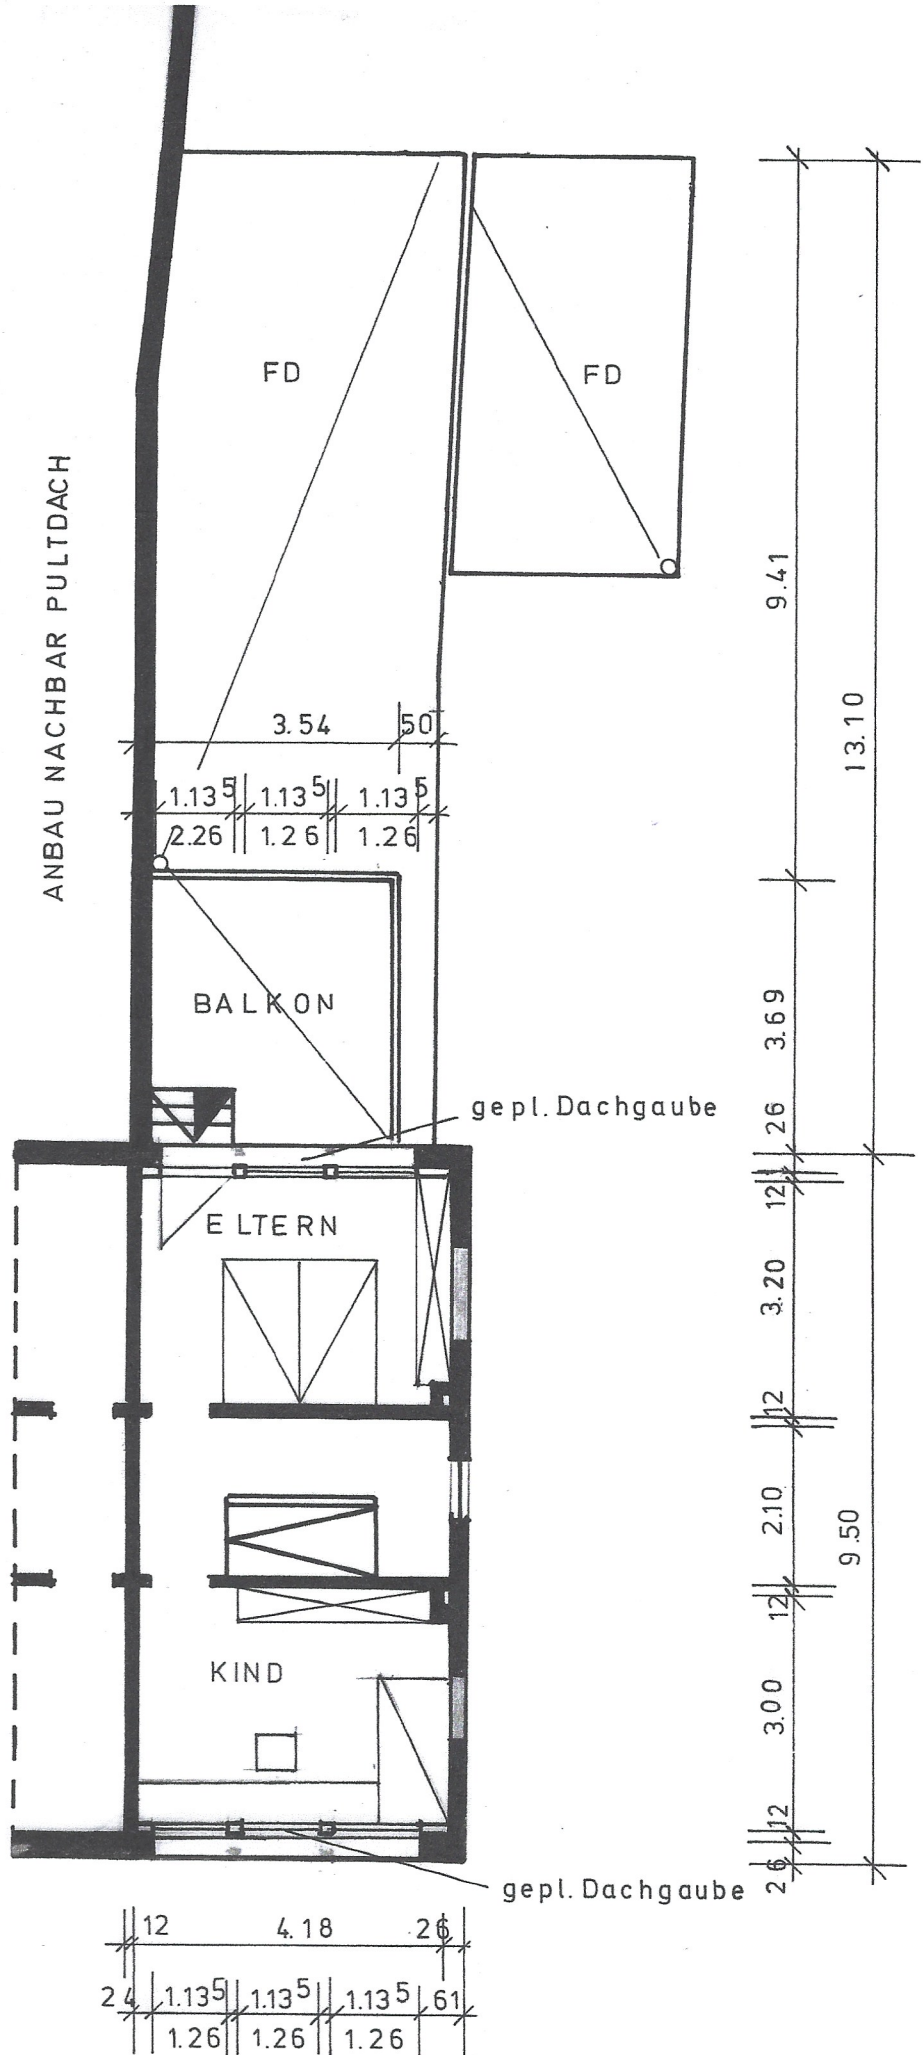 FD
FD
ANBAU NACHBAR PULTDACH
9.41
13.10
3.54 50
1.13⁵ 1.13⁵ 1.13⁵
2.26 1.26 1.26
BALKON
3.69
gepl. Dachgaube
26
12
ELTERN
3.20
12
2.10
9.50
12
KIND
3.00
12
gepl. Dachgaube
26
12 4.18 26
24 1.13⁵ 1.13⁵ 1.13⁵ 61
1.26 1.26 1.26